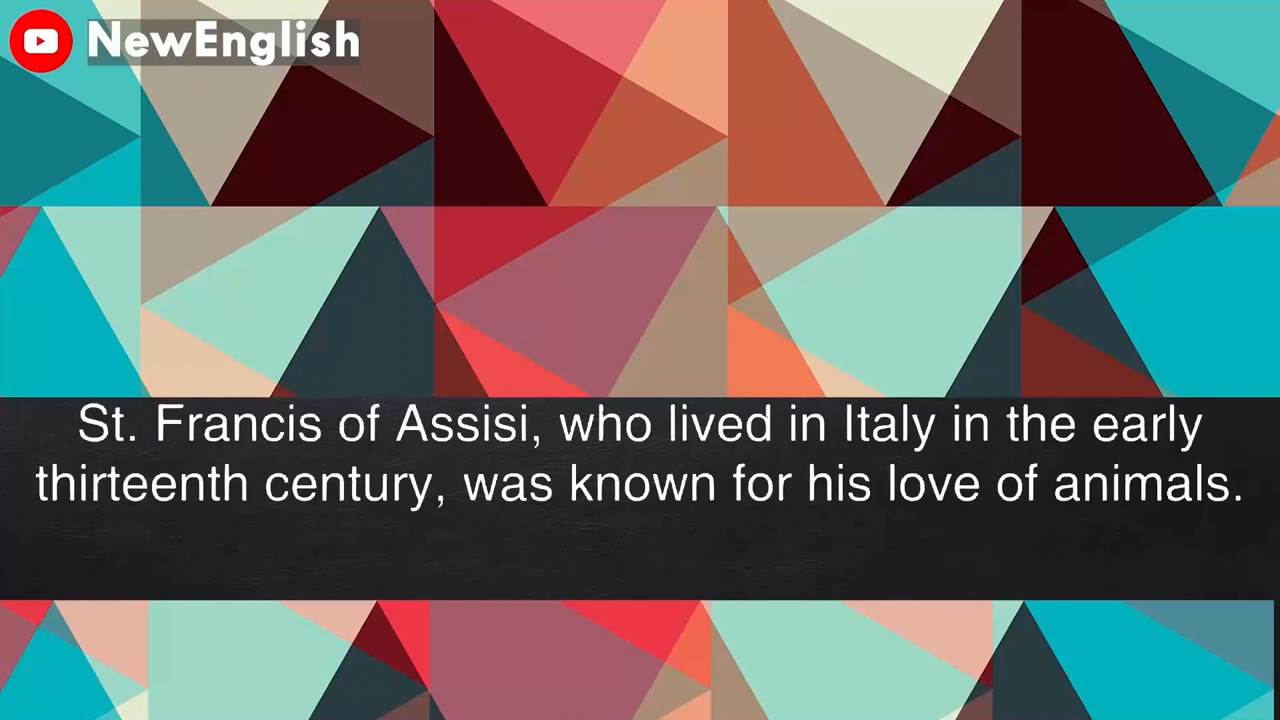 NewEnglish
St. Francis of Assisi, who lived in Italy in the early
thirteenth century, was known for his love of animals.